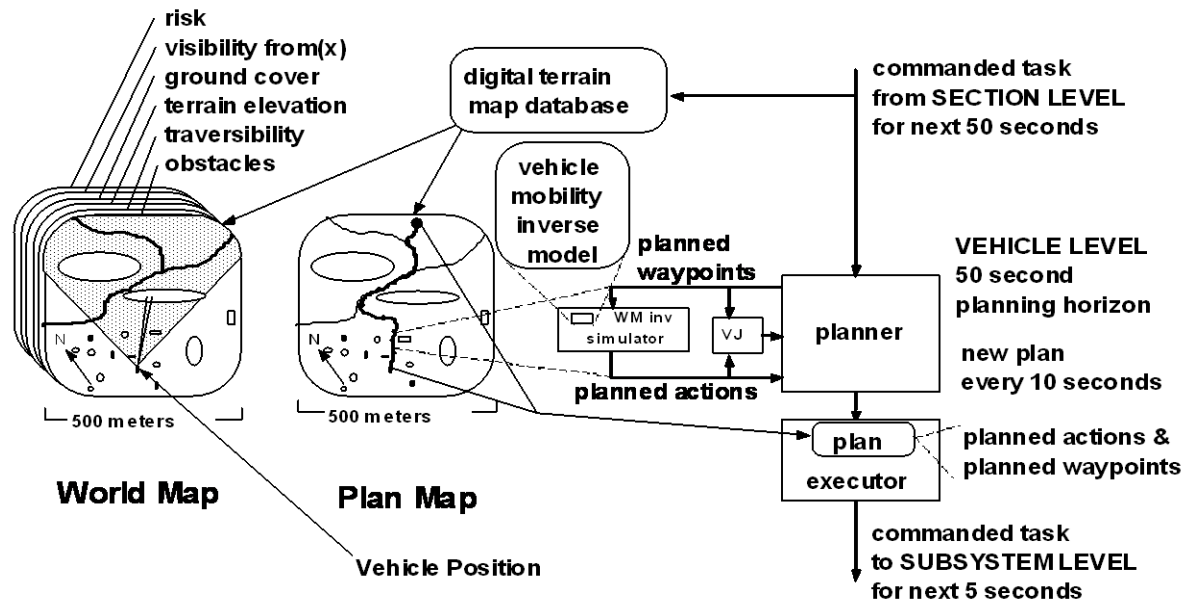 risk
visibility from(x)
ground cover
terrain elevation
traversibility
obstacles
digital terrain
map database
commanded task
from SECTION LEVEL
for next 50 seconds
vehicle
mobility
inverse
model
planned
waypoints
VEHICLE LEVEL
50 second
planning horizon
WM inv
simulator
VJ
planner
N
N
new plan
every 10 seconds
planned actions
500 meters
500 meters
plan
executor
planned actions &
planned waypoints
World Map
Plan Map
commanded task
to SUBSYSTEM LEVEL
for next 5 seconds
Vehicle Position